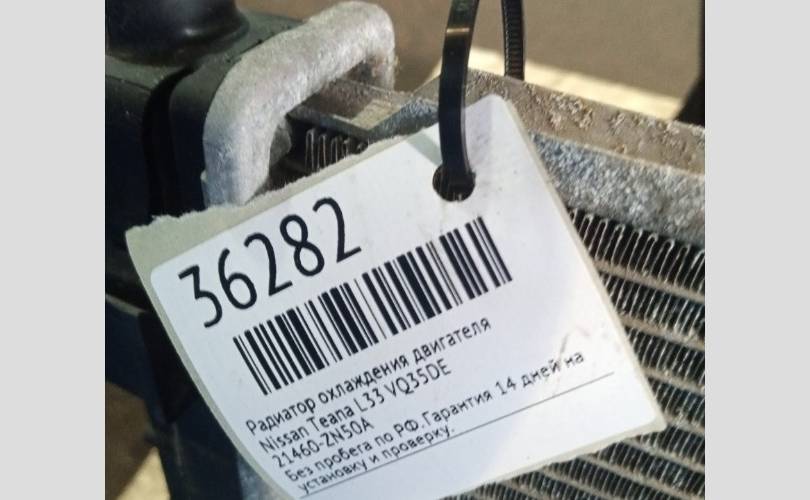 36282
Радиатор охлаждения двигателя
Nissan Teana L33 VQ35DE
21460-ZN50A
Без пробега по РФ. Гарантия 14 дней на
установку и проверку.